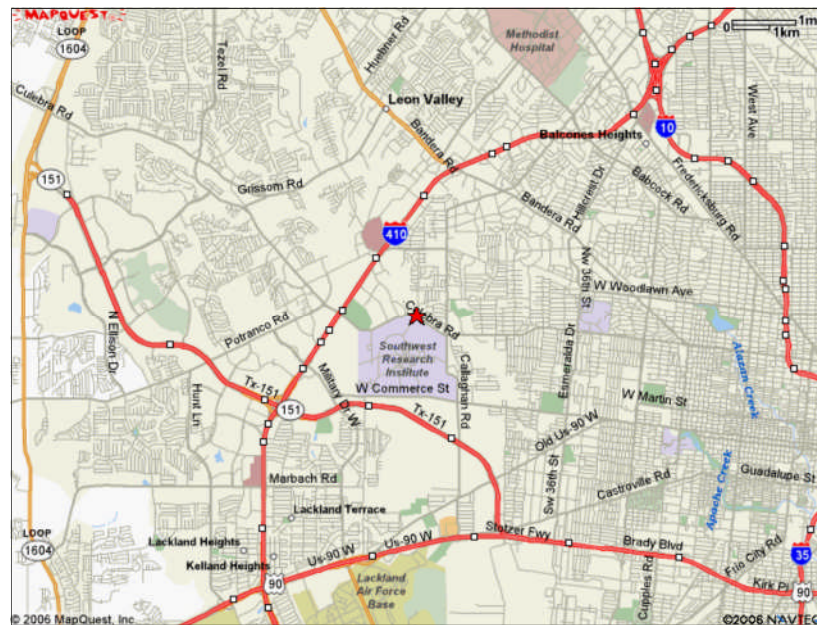 MAPQUEST
LOOP
1604
Tezel Rd
Huebner Rd
Methodist
Hospital
0
1m
1km
Culebra Rd
Leon Valley
West Ave
Bandera Rd
Balcones Heights
10
151
Grissom Rd
Hillcrest Dr
Babcock Rd
Fredericksburg Rd
Bandera Rd
410
Nw 36th St
W Woodlawn Ave
N Ellison Dr
Potranco Rd
Culebra Rd
Southwest
Research
Institute
Callaghan Rd
Esmeralda Dr
Alazan Creek
Hunt Ln
Tx-151
Military Dr W
W Commerce St
W Martin St
151
Tx-151
Old Us-90 W
Marbach Rd
Sw 36th St
Castroville Rd
Guadalupe St
Apache Creek
Lackland Terrace
LOOP
1604
Lackland Heights
Kelland Heights
Us-90 W
Us-90 W
Stotzer Fwy
Brady Blvd
Frio City Rd
35
90
Lackland
Air Force
Base
Cupples Rd
Kirk Pl
90
© 2006 MapQuest, Inc.
©2006 NAVTEQ